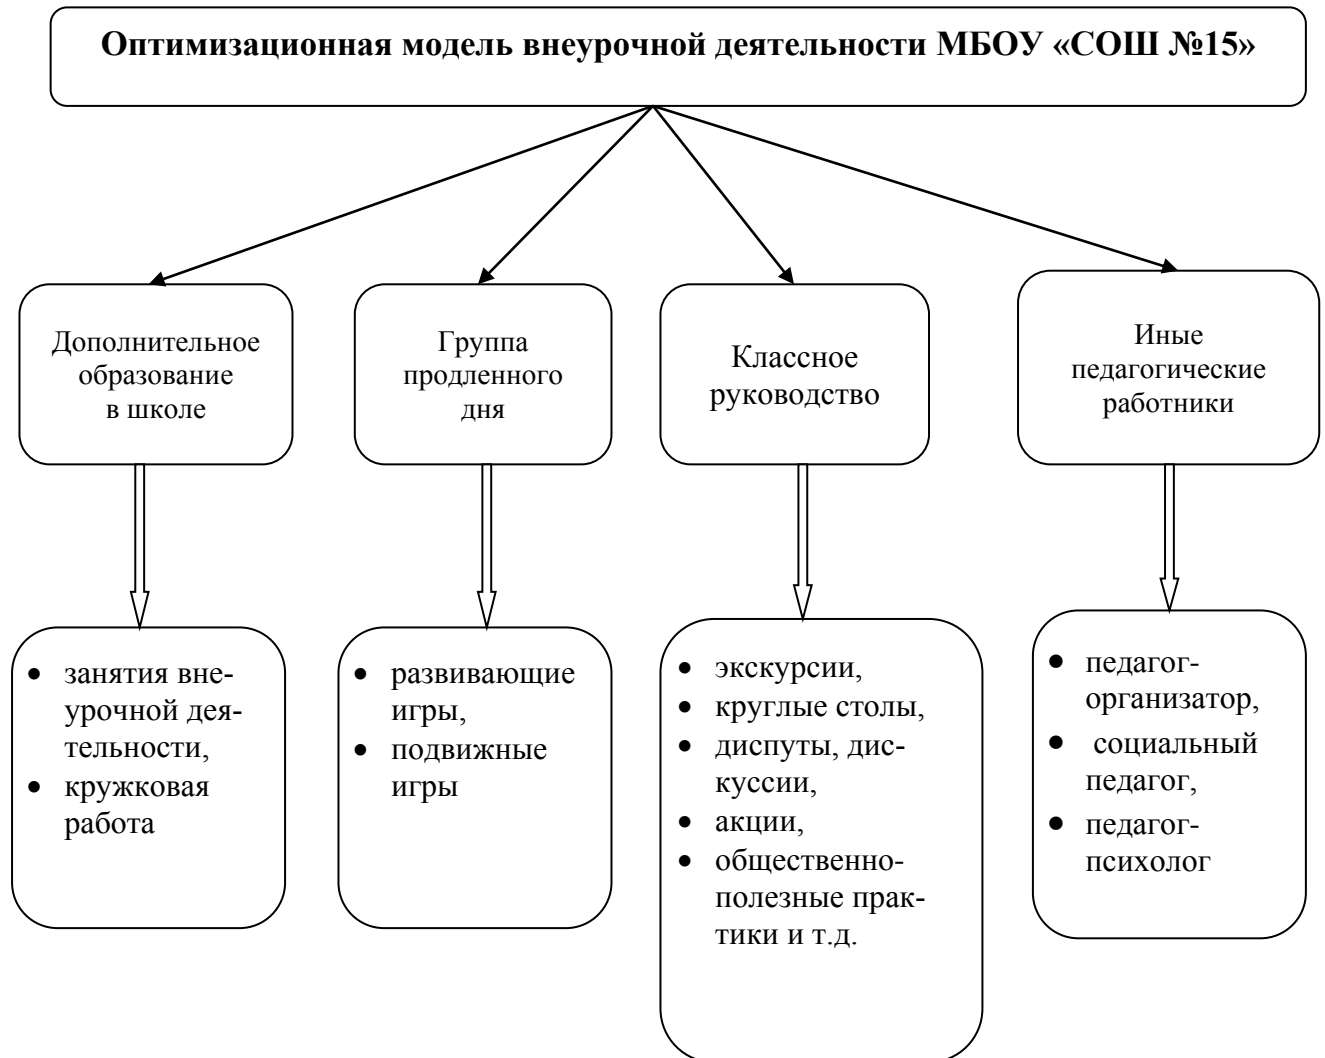 Оптимизационная модель внеурочной деятельности МБОУ «СОШ №15»
Дополнительное
образование
в школе
Группа
продленного
дня
Классное
руководство
Иные
педагогические
работники
• занятия вне-
урочной дея-
тельности,
• кружковая
работа
• развивающие
игры,
• подвижные
игры
• экскурсии,
• круглые столы,
• диспуты, дис-
куссии,
• акции,
• общественно-
полезные прак-
тики и т.д.
• педагог-
организатор,
• социальный
педагог,
• педагог-
психолог